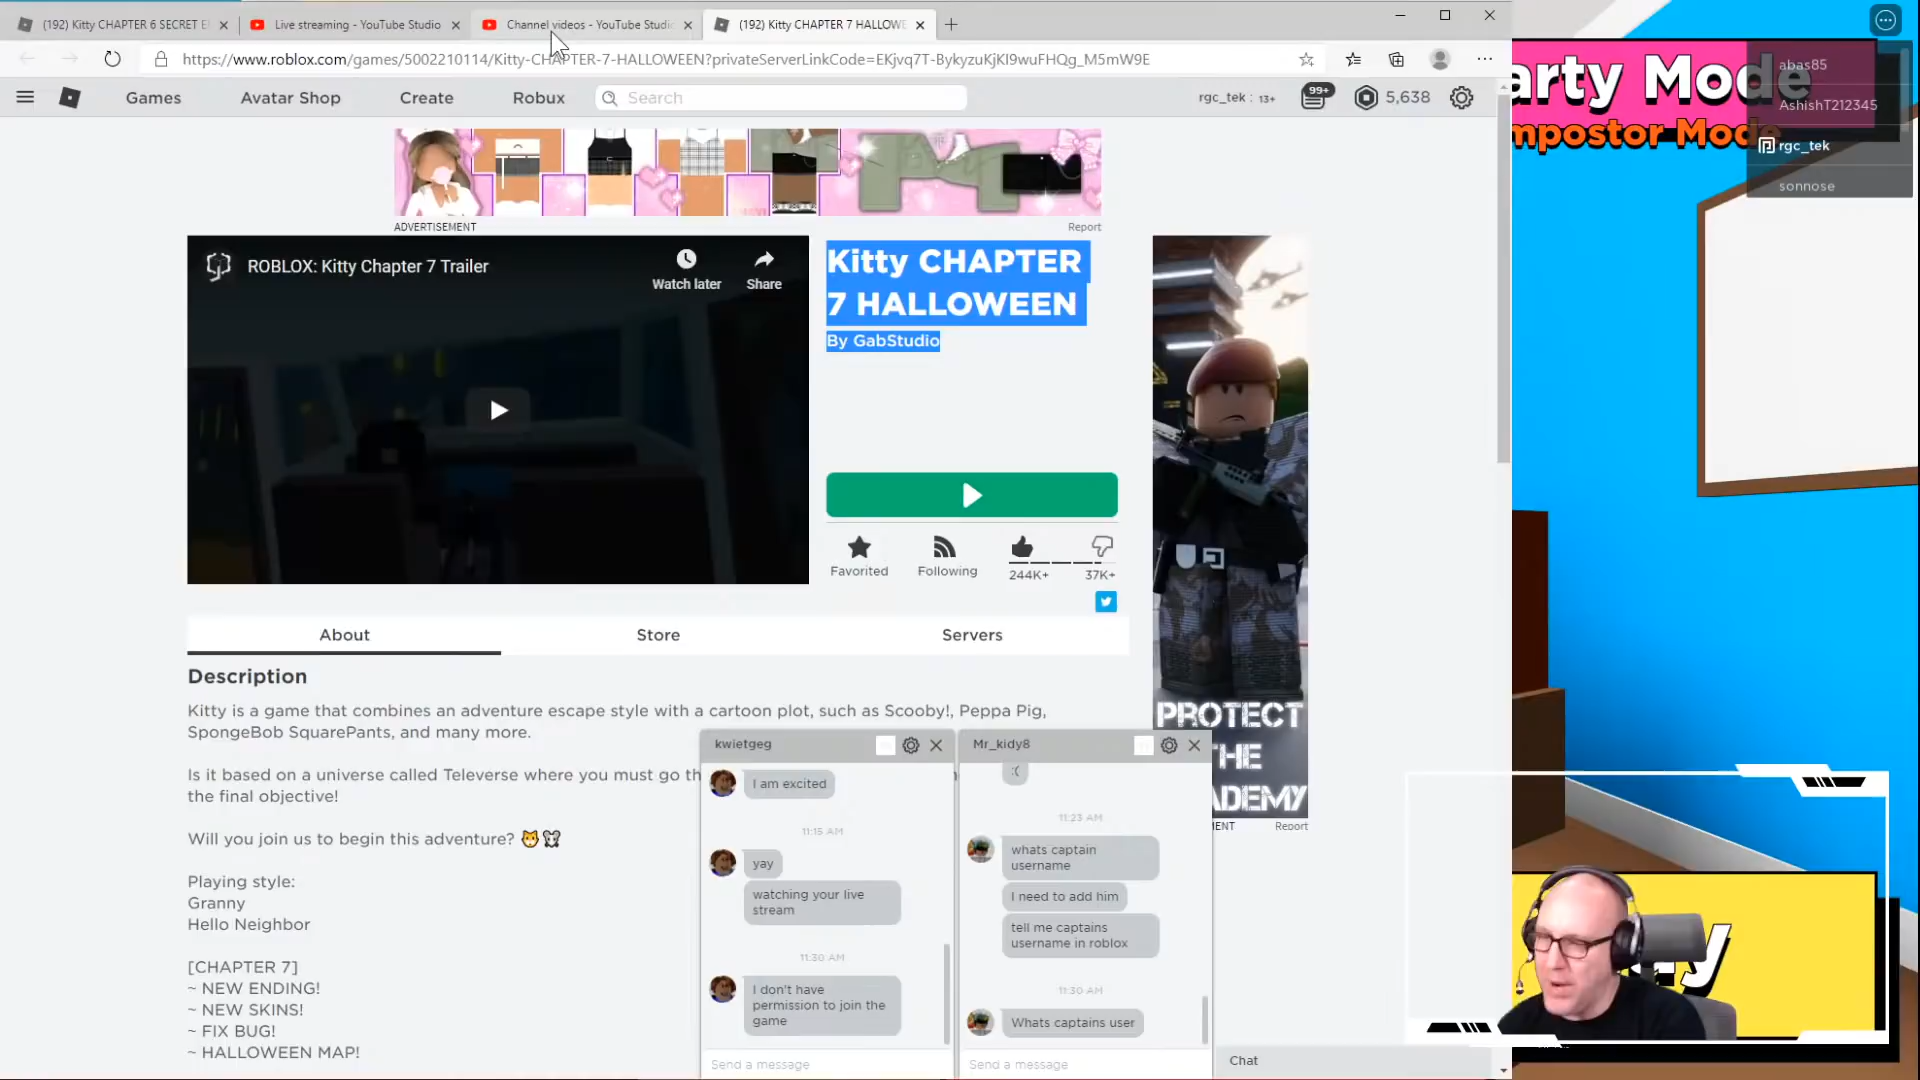 (192) Kitty CHAPTER 6 SECRET E
Live streaming - YouTube Studio
Channel videos - YouTube Studio
(192) Kitty CHAPTER 7 HALLOWE
https://www.roblox.com/games/5002210114/Kitty-CHAPTER-7-HALLOWEEN?privateServerLinkCode=EKjvq7T-BykyzuKjKI9wuFHQg_M5mW9E
Games
Avatar Shop
Create
Robux
Search
rgc_tek : 13+
99+
5,638
arty Mode
mpostor Mode
abas85
AshishT212345
rgc_tek
sonnose
ADVERTISEMENT
Report
ROBLOX: Kitty Chapter 7 Trailer
Watch later
Share
Kitty CHAPTER
7 HALLOWEEN
By GabStudio
Favorited
Following
244K+
37K+
About
Store
Servers
Description
Kitty is a game that combines an adventure escape style with a cartoon plot, such as Scooby!, Peppa Pig,
SpongeBob SquarePants, and many more.
Is it based on a universe called Televerse where you must go th
the final objective!
Will you join us to begin this adventure? 🐱🐭
Playing style:
Granny
Hello Neighbor
[CHAPTER 7]
~ NEW ENDING!
~ NEW SKINS!
~ FIX BUG!
~ HALLOWEEN MAP!
kwietgeg
I am excited
11:15 AM
yay
watching your live
stream
11:30 AM
I don't have
permission to join the
game
Send a message
Mr_kidy8
:(
11:23 AM
whats captain
username
I need to add him
tell me captains
username in roblox
11:30 AM
Whats captains user
Send a message
Chat
PROTECT
THE
ADEMY
MENT
Report